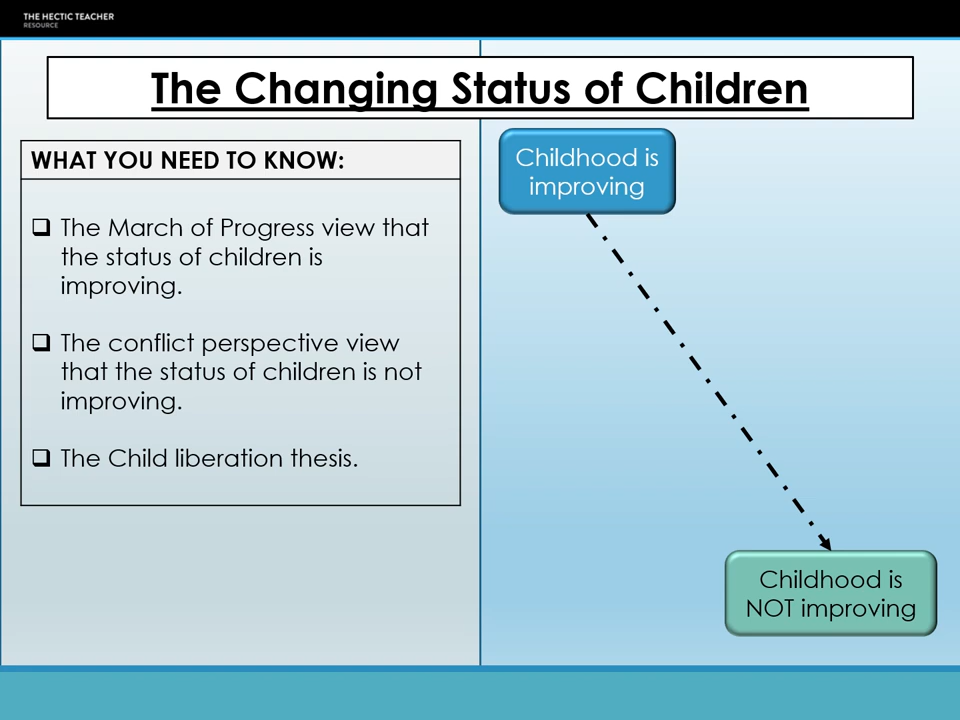 THE HECTIC TEACHER
RESOURCE
The Changing Status of Children
WHAT YOU NEED TO KNOW:
The March of Progress view that
the status of children is
improving.
The conflict perspective view
that the status of children is not
improving.
The Child liberation thesis.
Childhood is
improving
Childhood is
NOT improving